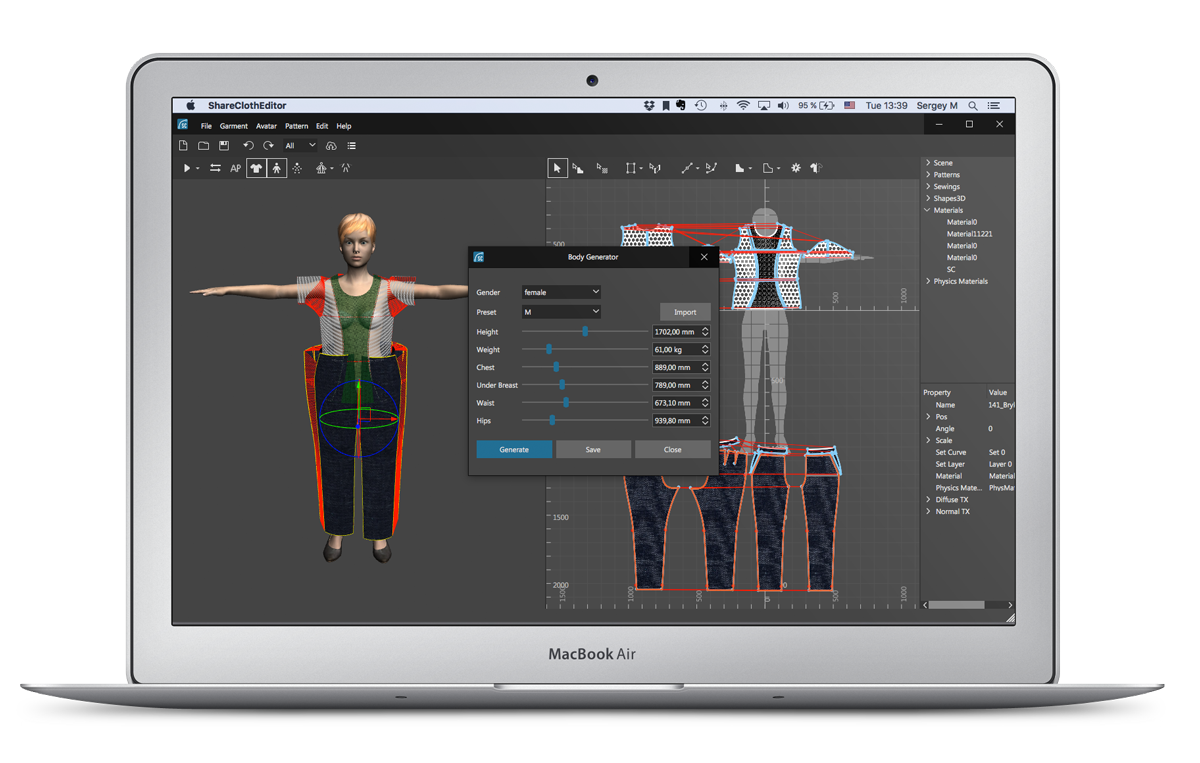 ShareClothEditor
95 %
Tue 13:39
Sergey M
File Garment Avatar Pattern Edit Help
All
AP
Scene
Patterns
Sewings
Shapes3D
Materials
Material0
Material11221
Material0
Material0
SC
Physics Materials
500
500
1000
500
1500
2000
1500
1000
500
0
0
500
1000
Body Generator
Gender female
Preset M Import
Height 1702,00 mm
Weight 61,00 kg
Chest 889,00 mm
Under Breast 789,00 mm
Waist 673,10 mm
Hips 939,80 mm
Generate Save Close
Property Value
Name 141_Bryl
Pos
Angle 0
Scale
Set Curve Set 0
Set Layer Layer 0
Material Material
Physics Mate... PhysMat
Diffuse TX
Normal TX
MacBook Air